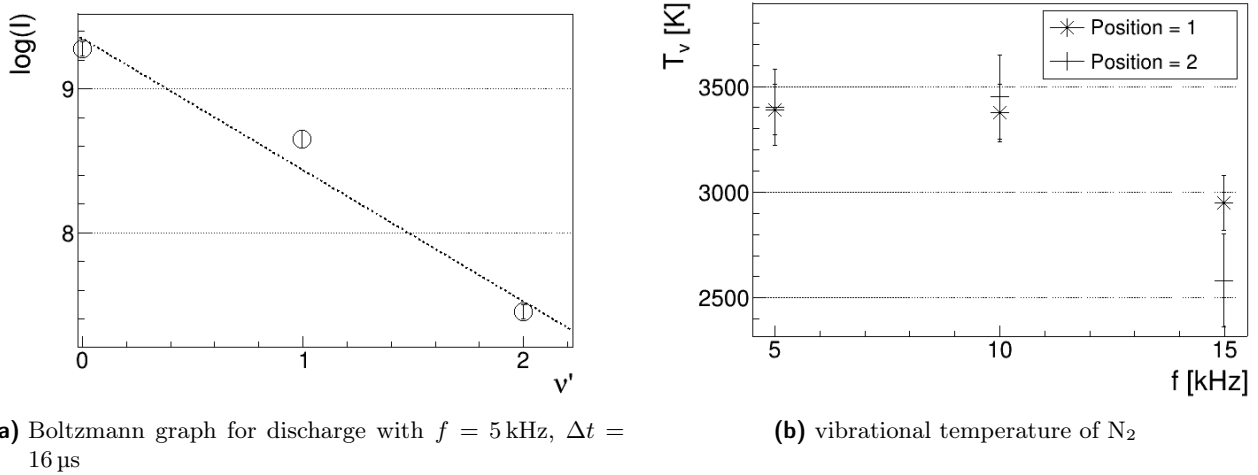 log(I)
9
8
0
1
2
ν'
T_v [K]
3500
3000
2500
5
10
15
f [kHz]
Position = 1
Position = 2
a) Boltzmann graph for discharge with f = 5 kHz, Δt =
16 µs
(b) vibrational temperature of N₂